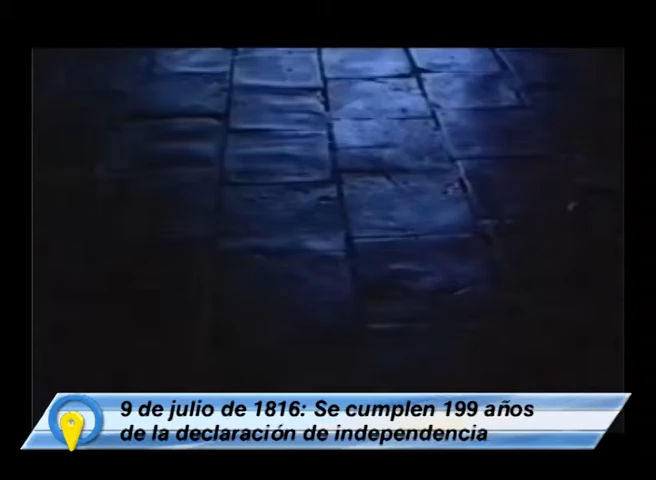 9 de julio de 1816: Se cumplen 199 años
de la declaración de independencia